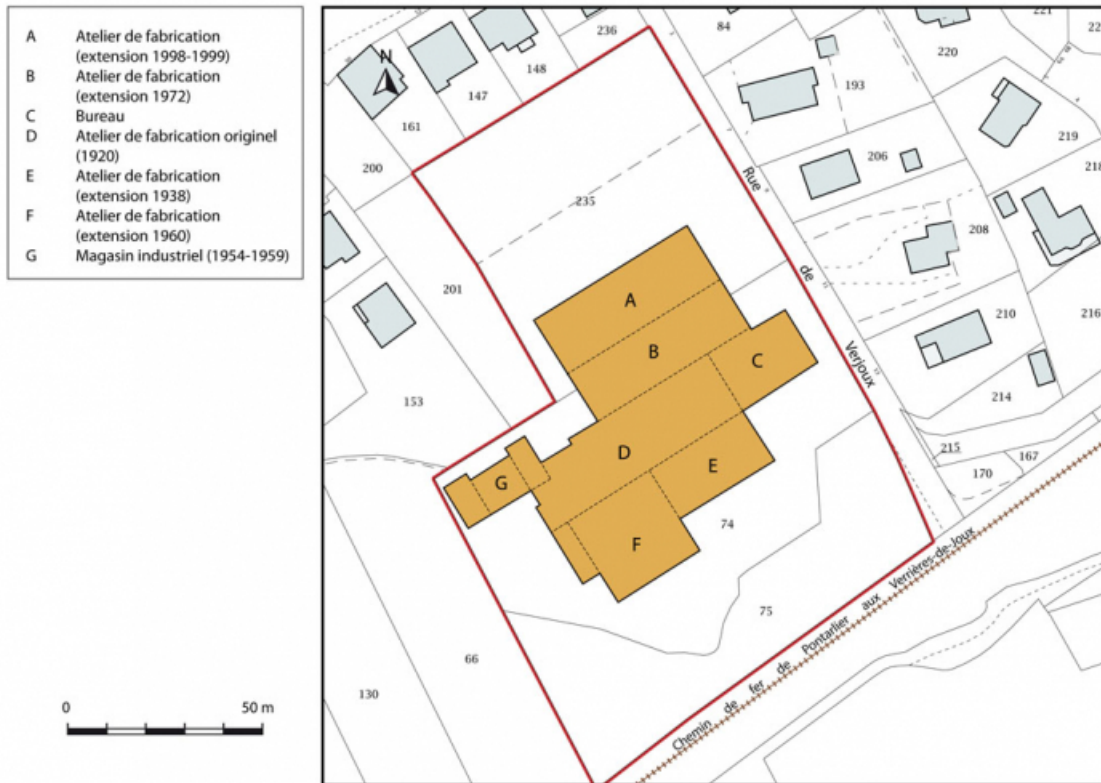 A Atelier de fabrication
(extension 1998-1999)
B Atelier de fabrication
(extension 1972)
C Bureau
D Atelier de fabrication originel
(1920)
E Atelier de fabrication
(extension 1938)
F Atelier de fabrication
(extension 1960)
G Magasin industriel (1954-1959)
0 50 m
N
236
84
148
147
161
200
193
220
219
218
206
235
208
201
210
216
153
214
215
167
170
74
75
66
130
A
B
C
D
E
F
G
Rue de Verjoux
Chemin de fer de Pontarlier aux Verrières-de-Joux